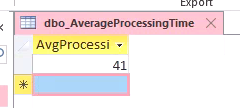 Export
dbo_AverageProcessingTime
AvgProcessi
41